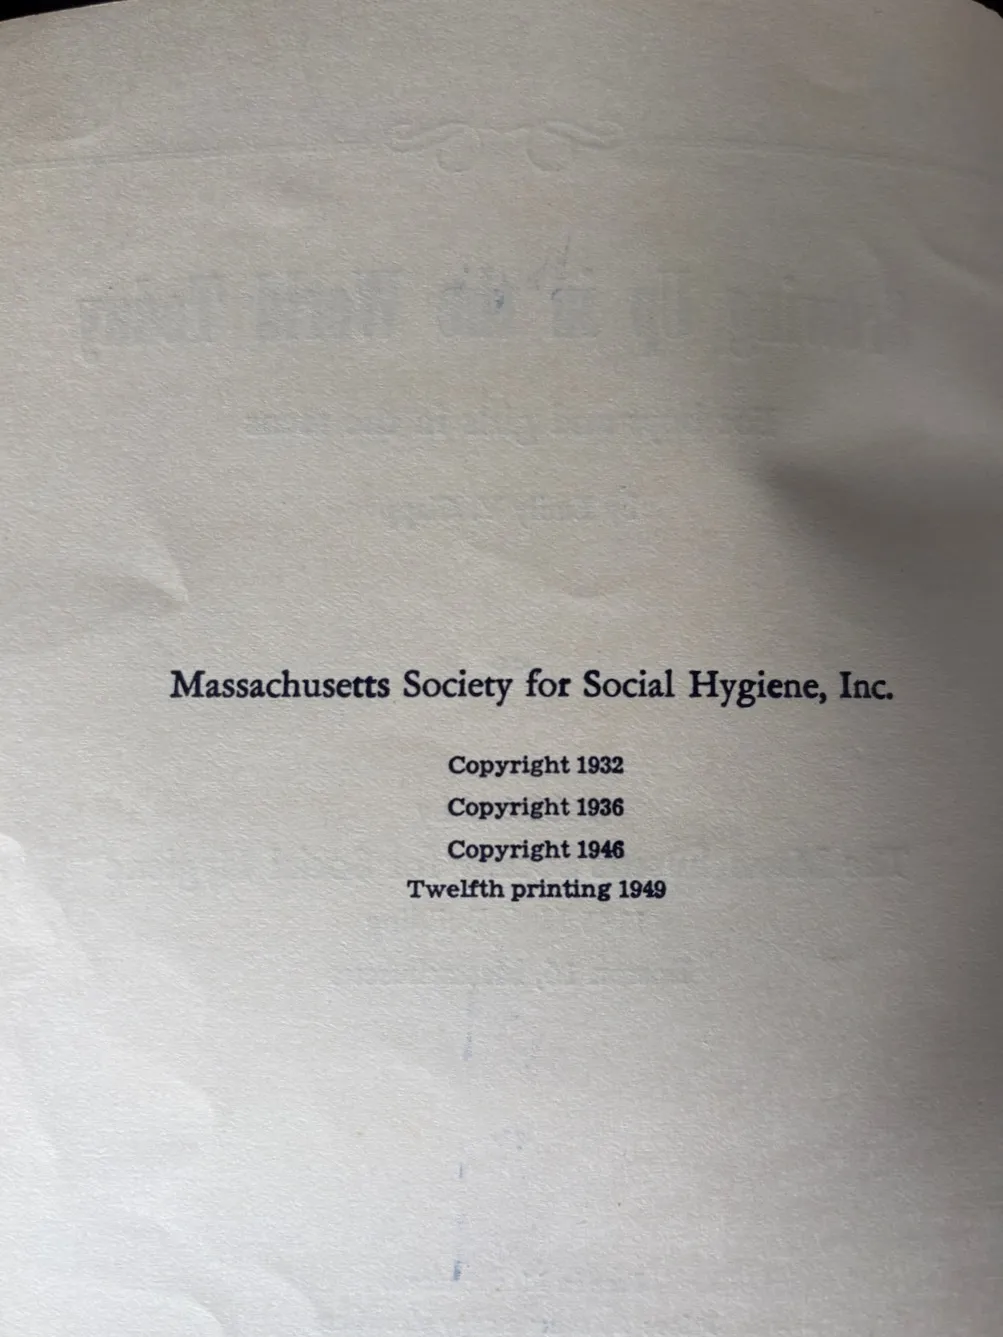 Massachusetts Society for Social Hygiene, Inc.
Copyright 1932
Copyright 1936
Copyright 1946
Twelfth printing 1949